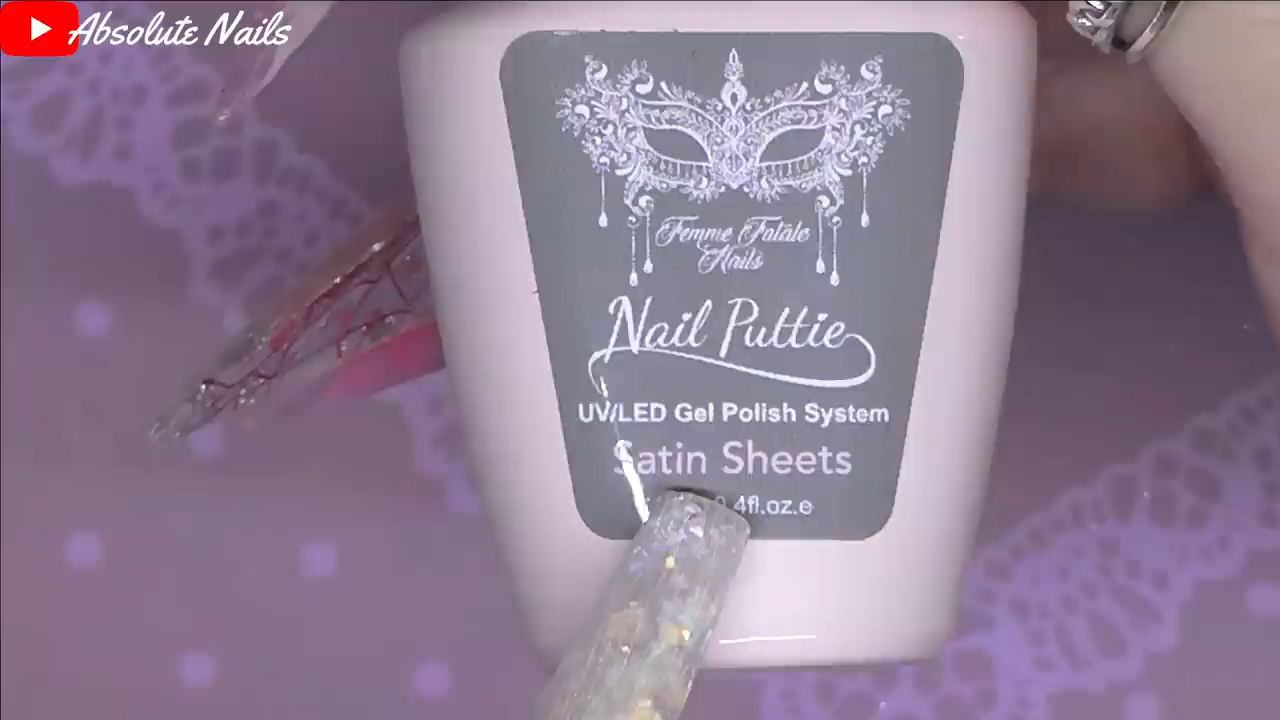 Absolute Nails
Femme Fatale
Nails
Nail Puttie
UV/LED Gel Polish System
Satin Sheets
.4fl.oz.e